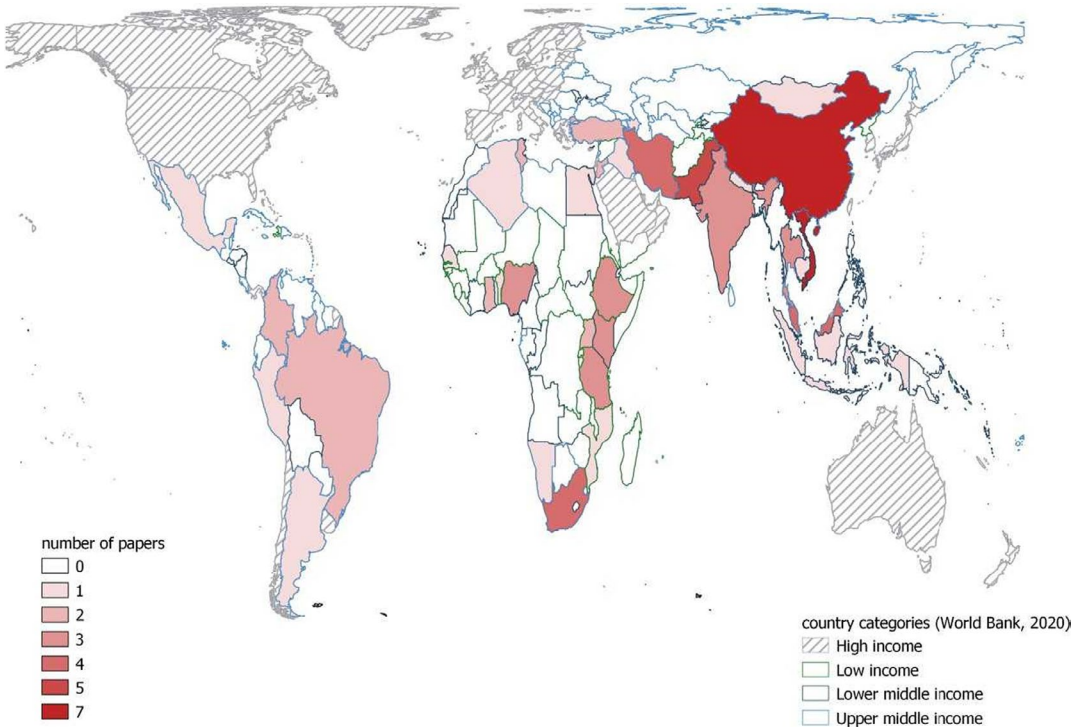 number of papers
0
1
2
3
4
5
7
country categories (World Bank, 2020)
High income
Low income
Lower middle income
Upper middle income